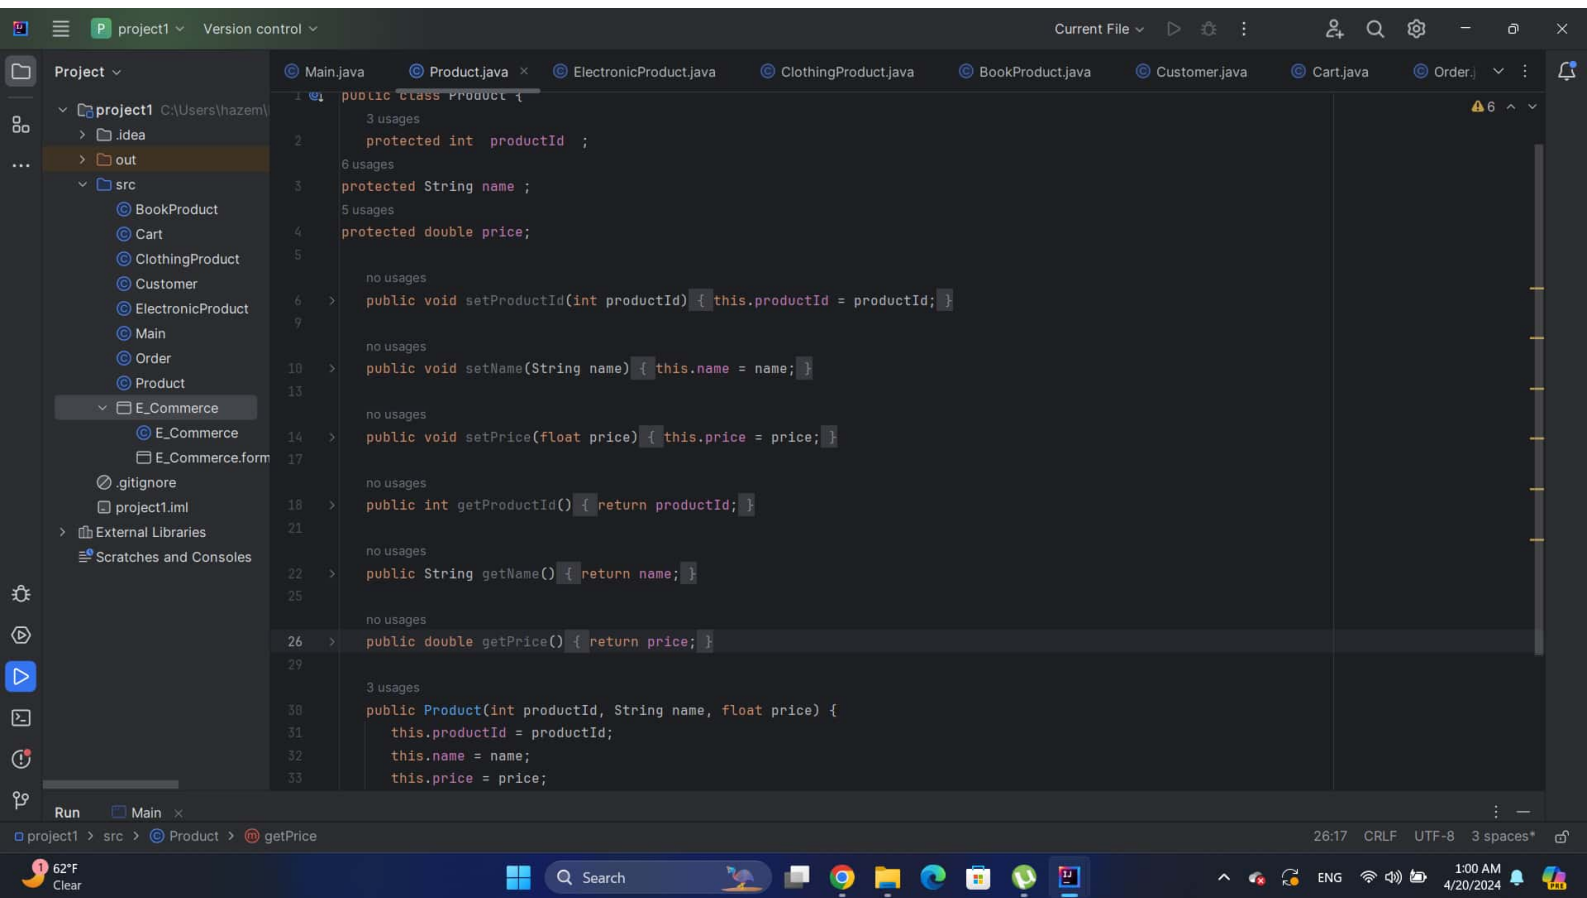 P project1 Version control Current File
Project
Main.java Product.java ElectronicProduct.java ClothingProduct.java BookProduct.java Customer.java Cart.java Order.j
project1 C:\Users\hazem\
.idea
out
src
BookProduct
Cart
ClothingProduct
Customer
ElectronicProduct
Main
Order
Product
E_Commerce
E_Commerce
E_Commerce.form
.gitignore
project1.iml
External Libraries
Scratches and Consoles
6
1 public class Product {
3 usages
2 protected int productId ;
6 usages
3 protected String name ;
5 usages
4 protected double price;
5
no usages
6 public void setProductId(int productId) { this.productId = productId; }
9
no usages
10 public void setName(String name) { this.name = name; }
13
no usages
14 public void setPrice(float price) { this.price = price; }
17
no usages
18 public int getProductId() { return productId; }
21
no usages
22 public String getName() { return name; }
25
no usages
26 public double getPrice() { return price; }
29
3 usages
30 public Product(int productId, String name, float price) {
31 this.productId = productId;
32 this.name = name;
33 this.price = price;
Run Main
project1 > src > Product > getPrice 26:17 CRLF UTF-8 3 spaces*
1 62°F
Clear
Search
ENG
1:00 AM
4/20/2024
PRE